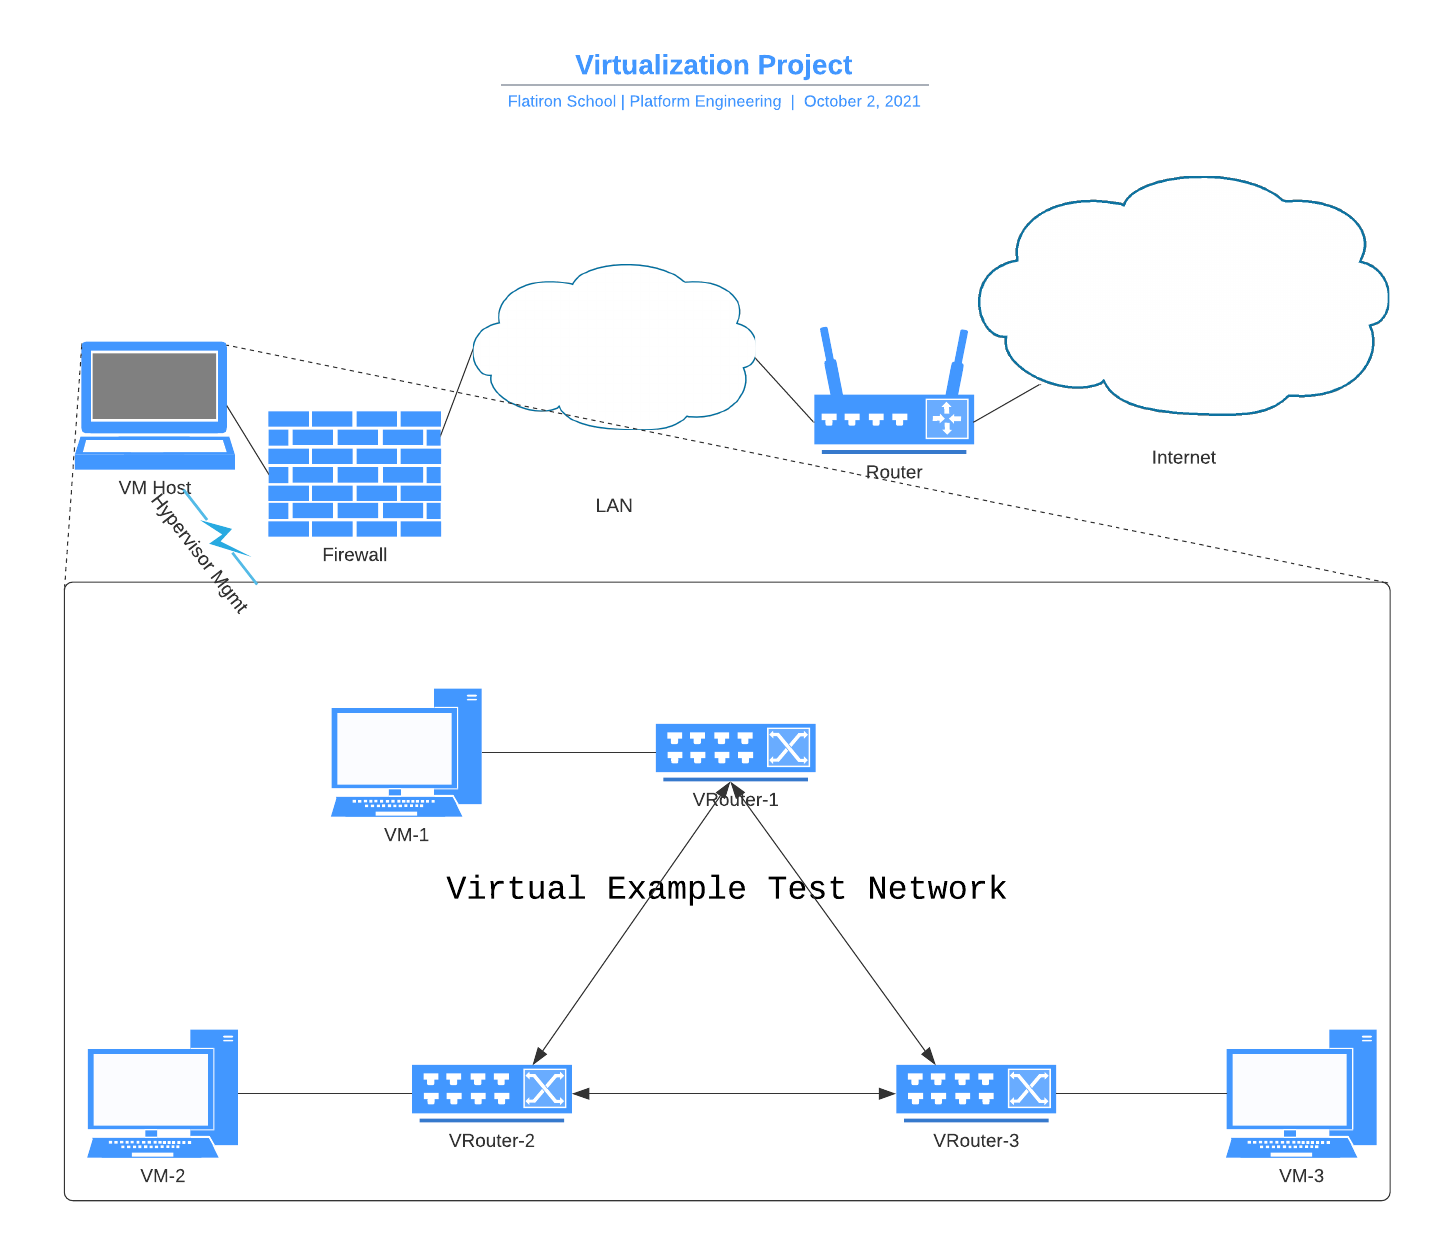 Virtualization Project
Flatiron School | Platform Engineering | October 2, 2021
Internet
Router
VM Host
LAN
Hypervisor Mgmt
Firewall
VRouter-1
VM-1
Virtual Example Test Network
VRouter-2
VRouter-3
VM-2
VM-3